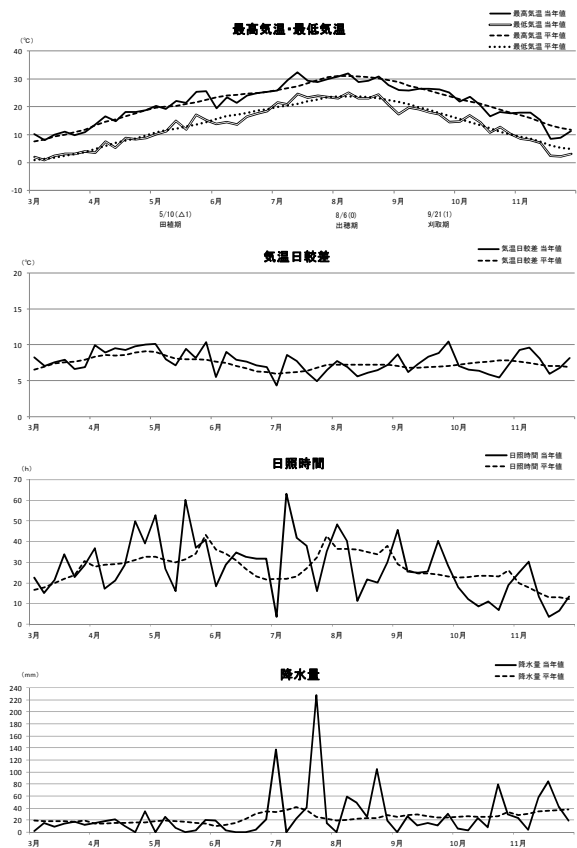 最高気温・最低気温
(℃)
最高気温 当年値
最低気温 当年値
最高気温 平年値
最低気温 平年値
40
30
20
10
0
-10
3月 4月 5月 6月 7月 8月 9月 10月 11月
5/10(△1) 8/6(0) 9/21(1)
田植期 出穂期 刈取期
気温日較差
(℃)
気温日較差 当年値
気温日較差 平年値
20
15
10
5
0
3月 4月 5月 6月 7月 8月 9月 10月 11月
日照時間
(h)
日照時間 当年値
日照時間 平年値
70
60
50
40
30
20
10
0
3月 4月 5月 6月 7月 8月 9月 10月 11月
降水量
(mm)
降水量 当年値
降水量 平年値
240
220
200
180
160
140
120
100
80
60
40
20
0
3月 4月 5月 6月 7月 8月 9月 10月 11月